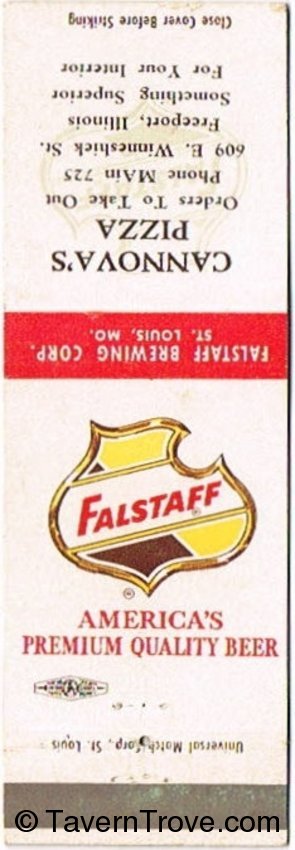 Close Cover Before Striking
CANNOVA'S
PIZZA
Orders To Take Out
Phone MAin 725
609 E. Winneshiek St.
Freeport, Illinois
Something Superior
For Your Interior
FALSTAFF BREWING CORP.
ST. LOUIS, MO.
FALSTAFF
®
AMERICA'S
PREMIUM QUALITY BEER
Universal Match Corp., St. Louis
© TavernTrove.com